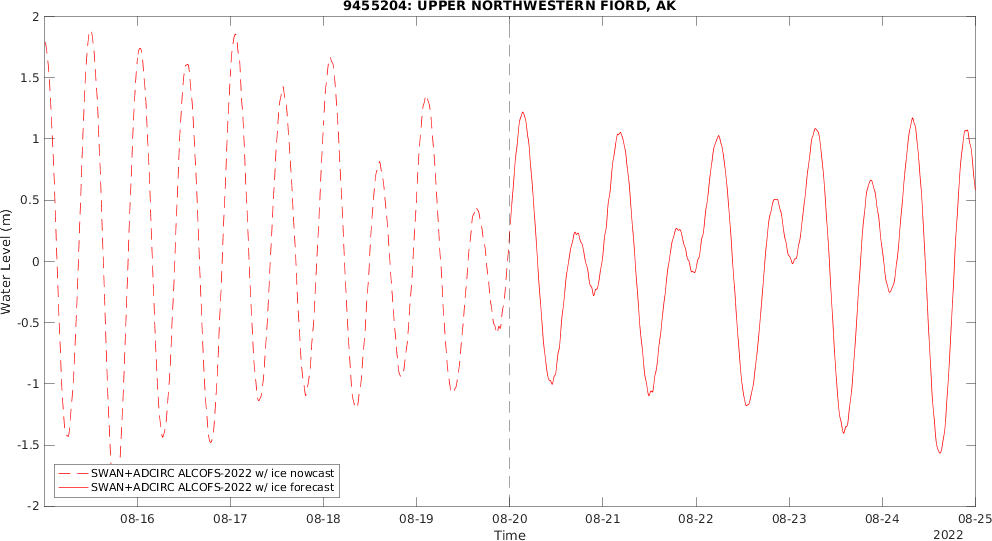 9455204: UPPER NORTHWESTERN FIORD, AK
2
1.5
1
0.5
0
-0.5
-1
-1.5
-2
Water Level (m)
SWAN+ADCIRC ALCOFS-2022 w/ ice nowcast
SWAN+ADCIRC ALCOFS-2022 w/ ice forecast
08-16 08-17 08-18 08-19 08-20 08-21 08-22 08-23 08-24 08-25
Time
2022